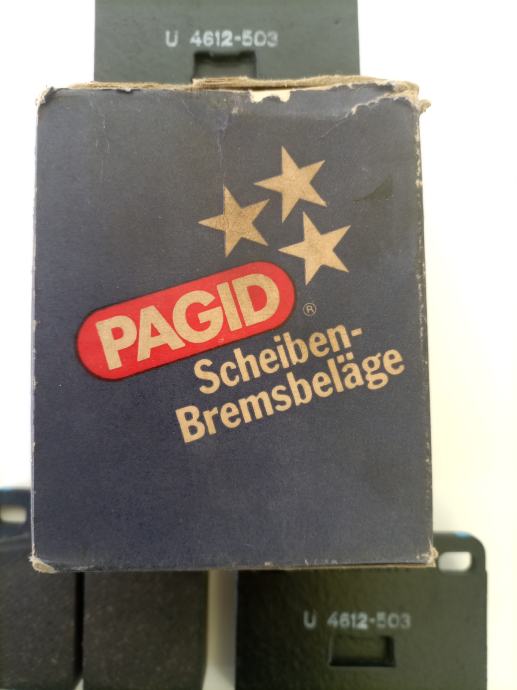 U 4612-503
PAGID
®
Scheiben-
Bremsbeläge
U 4612-503